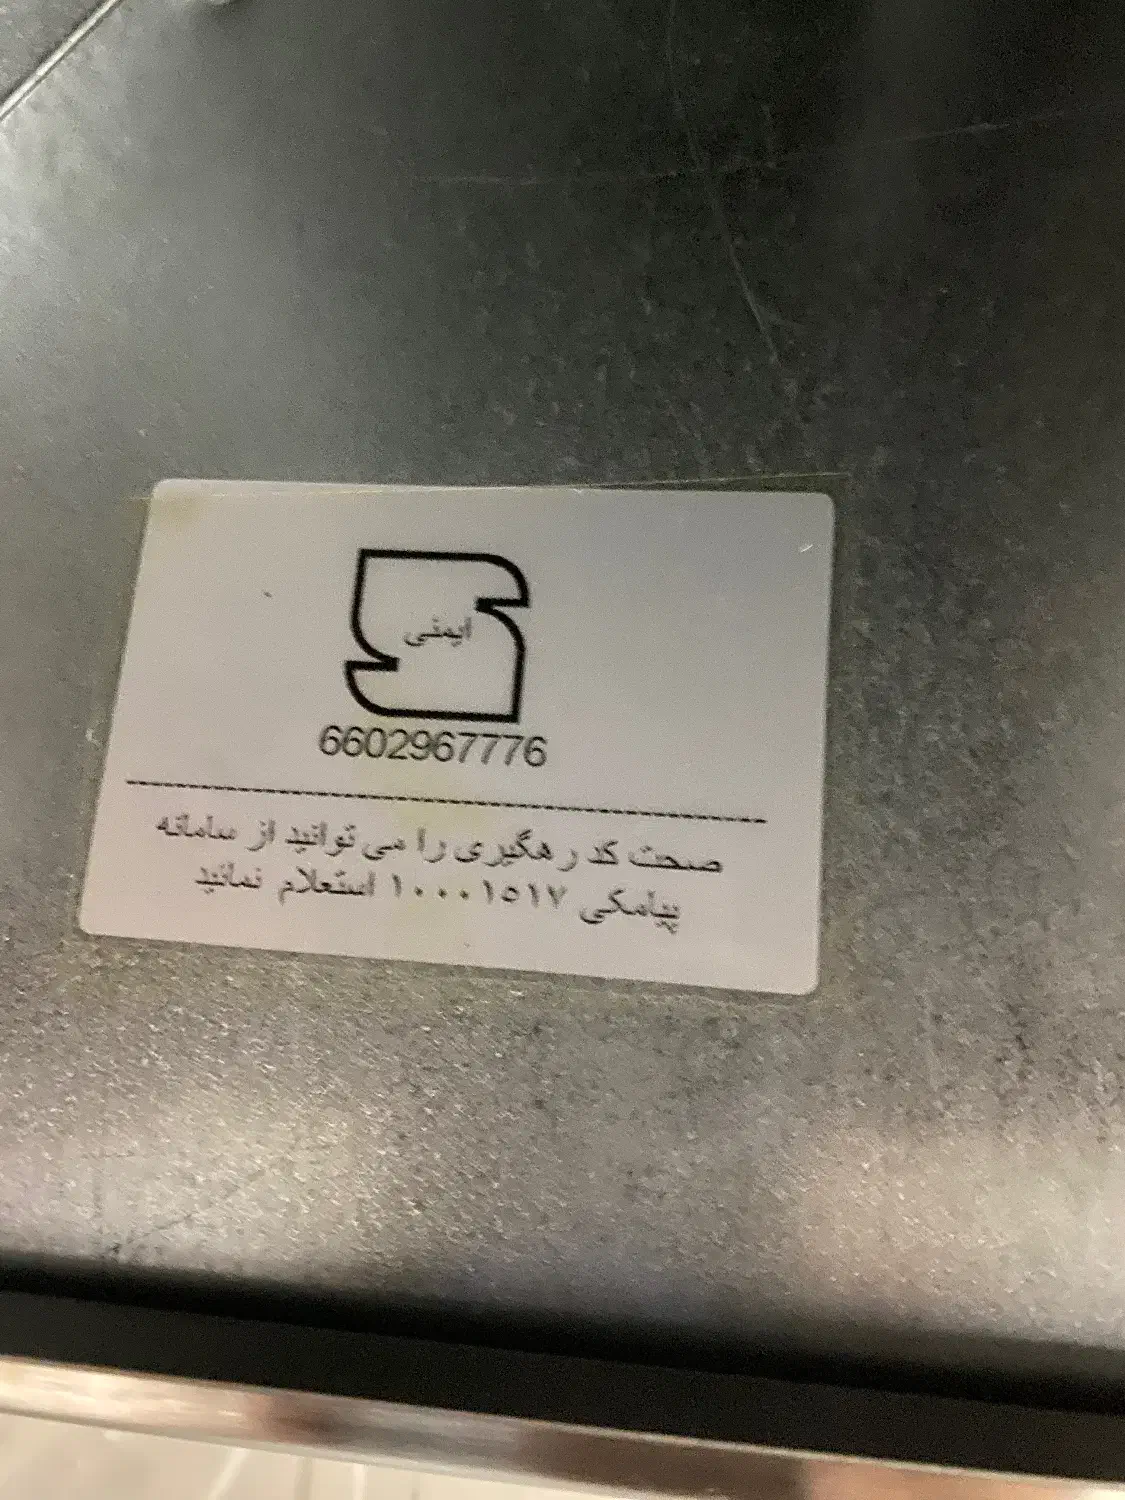 ایمنی
6602967776
صحت کد رهگیری را می توانید از سامانه
پیامکی ۱۰۰۰۱۵۱۷ استعلام نمائید